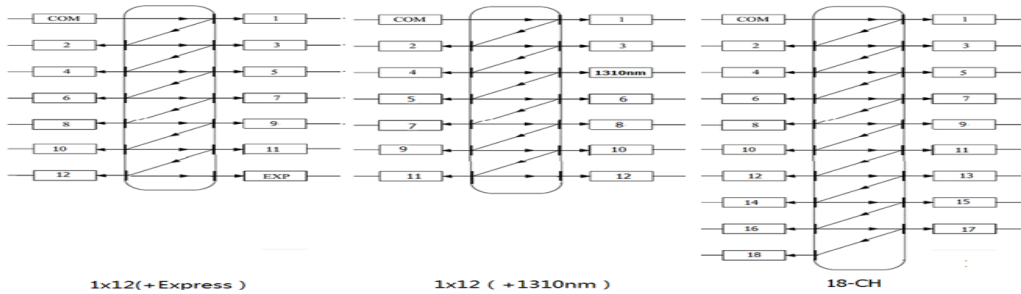 COM 1
2 3
4 5
6 7
8 9
10 11
12 EXP
1x12(+Express )
COM 1
2 3
4 1310nm
5 6
7 8
9 10
11 12
1x12 ( +1310nm )
COM 1
2 3
4 5
6 7
8 9
10 11
12 13
14 15
16 17
18
18-CH